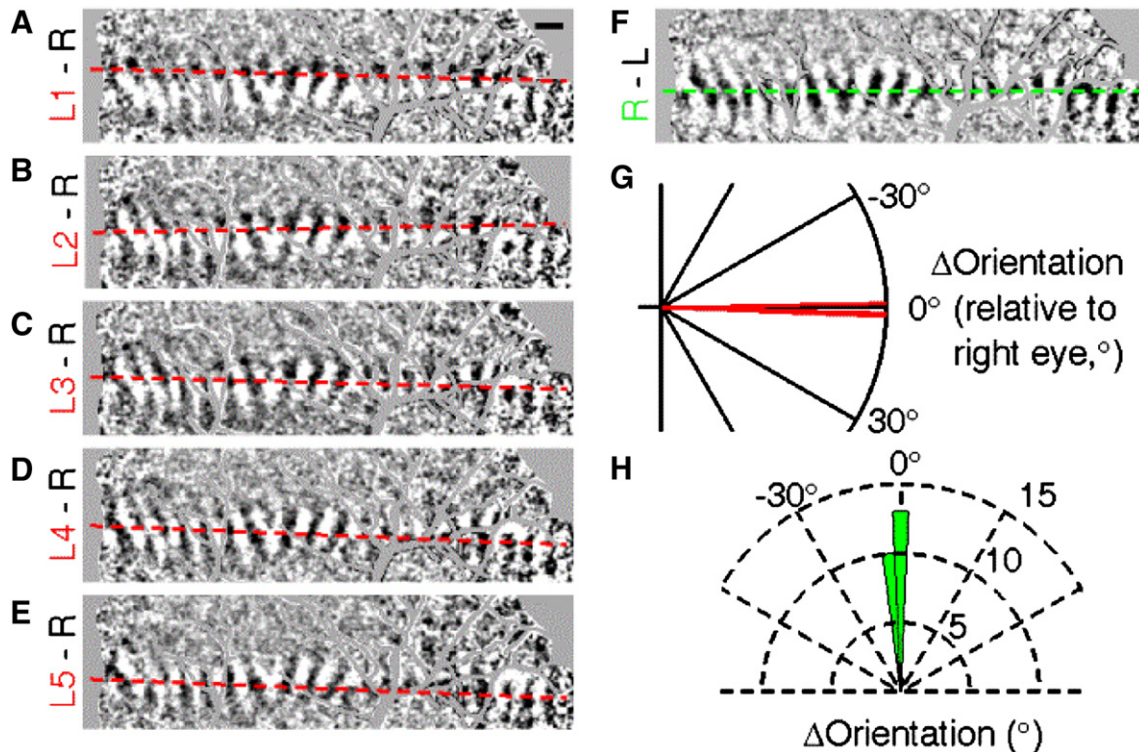 A
L1 - R
B
L2 - R
C
L3 - R
D
L4 - R
E
L5 - R
F
R - L
G
-30°
ΔOrientation
0° (relative to
right eye,°)
30°
H
0°
-30°
15
10
5
ΔOrientation (°)